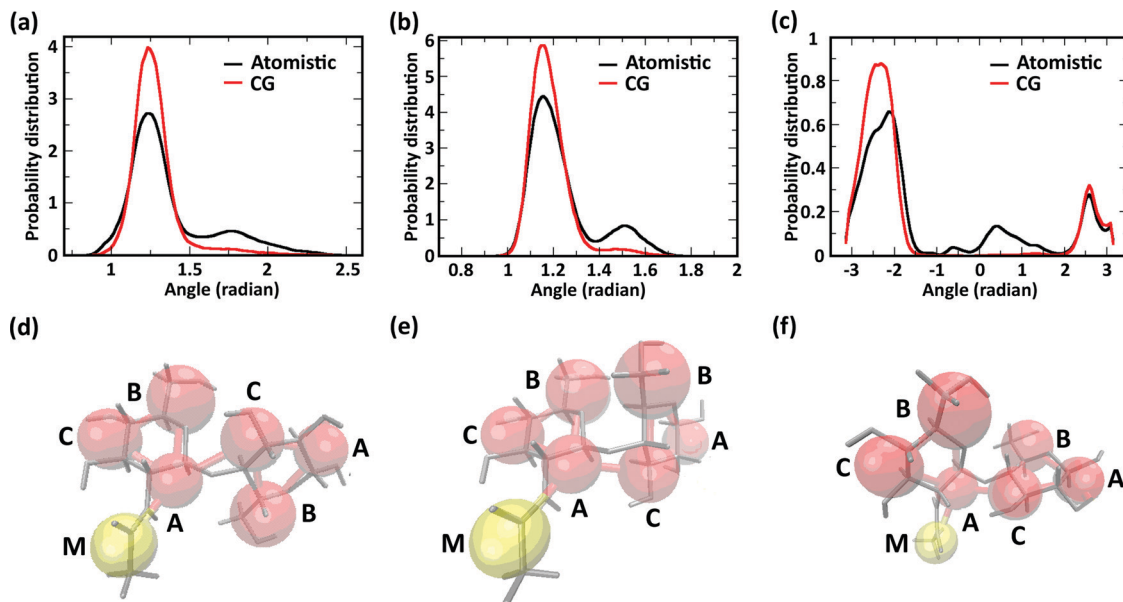 (a)
Probability distribution
4
3
2
1
0
Atomistic
CG
1 1.5 2 2.5
Angle (radian)
(b)
Probability distribution
6
5
4
3
2
1
0
Atomistic
CG
0.8 1 1.2 1.4 1.6 1.8 2
Angle (radian)
(c)
Probability distribution
1
0.8
0.6
0.4
0.2
0
Atomistic
CG
-3 -2 -1 0 1 2 3
Angle (radian)
(d)
B
C
C
A
A
B
M
(e)
B
B
C
A
A
C
M
(f)
B
B
C
A
A
M
C